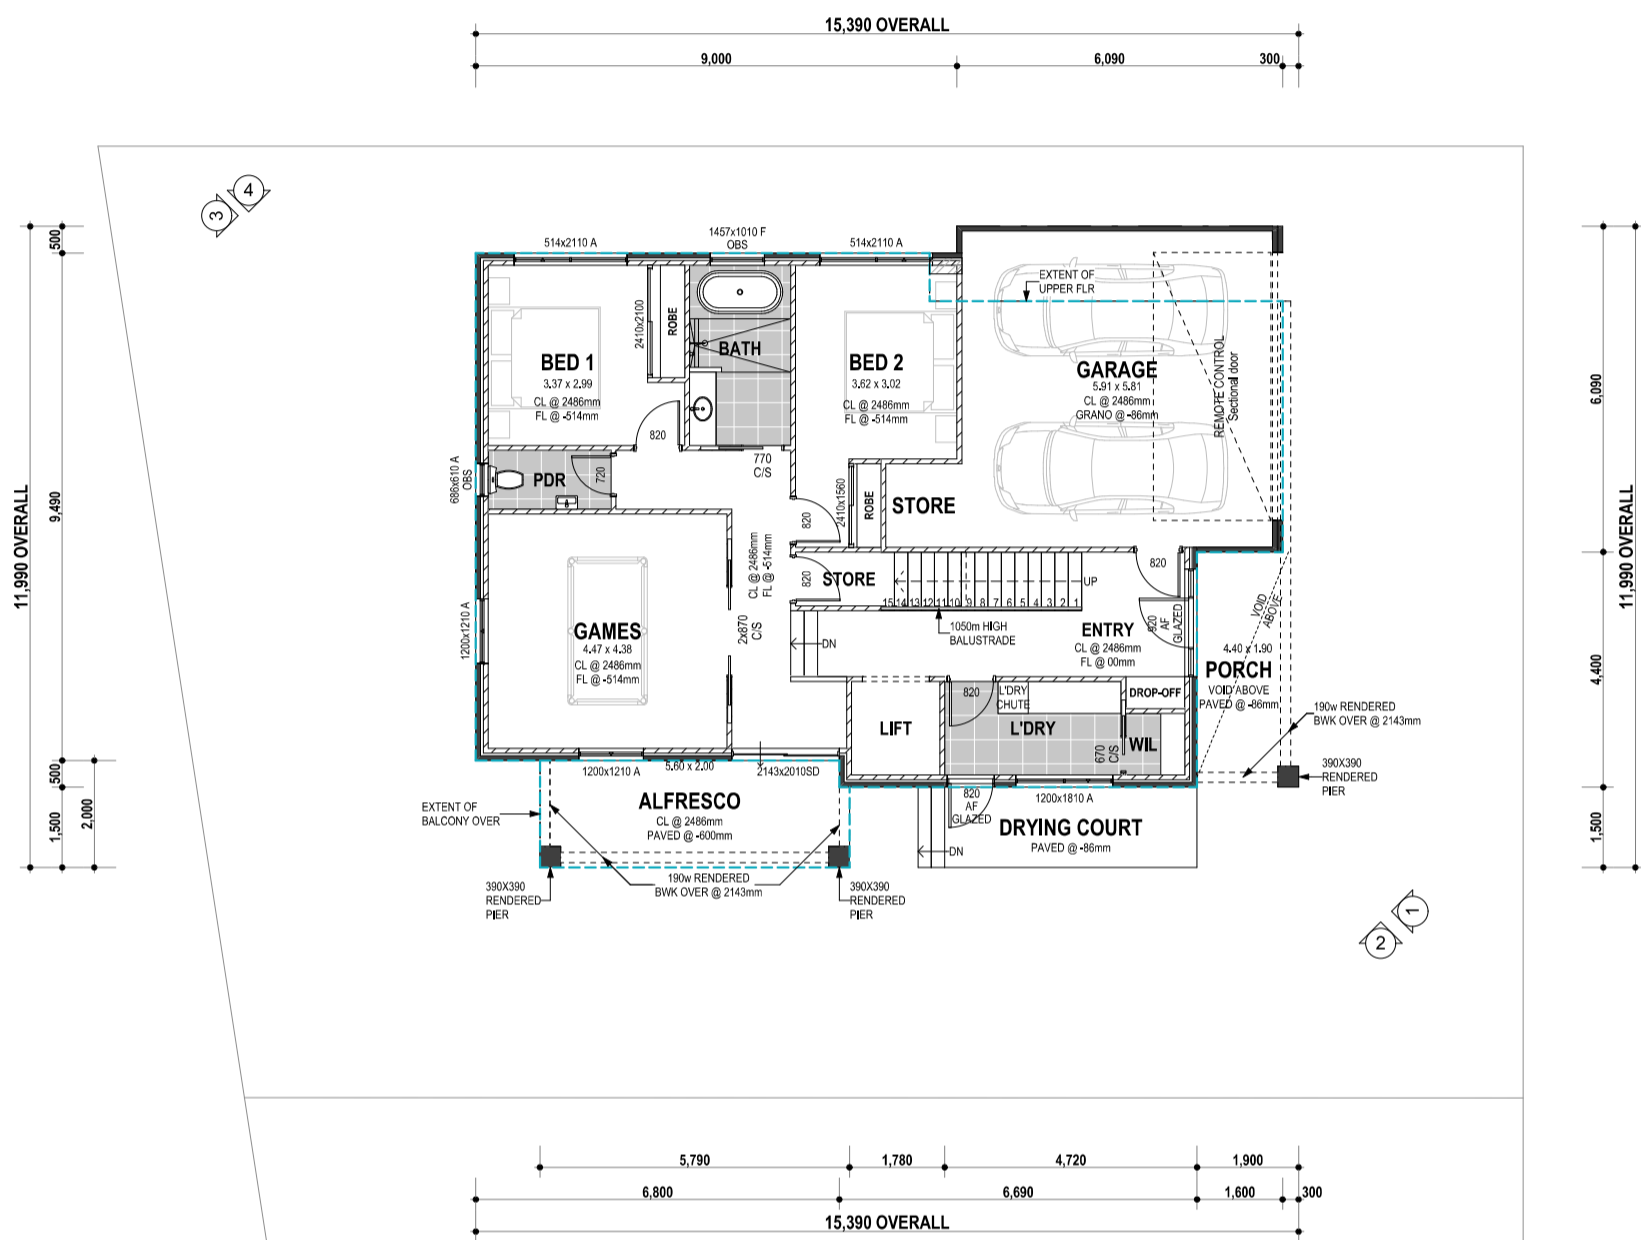 15,390 OVERALL
9,000
6,090
300
3
4
500
9,490
11,990 OVERALL
500
1,500
2,000
514x2110 A
1457x1010 F
OBS
514x2110 A
EXTENT OF
UPPER FLR
2410x2100
ROBE
BATH
BED 1
3.37 x 2.99
CL @ 2486mm
FL @ -514mm
BED 2
3.62 x 3.02
CL @ 2486mm
FL @ -514mm
GARAGE
5.91 x 5.81
CL @ 2486mm
GRANO @ -86mm
REMOTE CONTROL
Sectional door
6,090
11,990 OVERALL
4,400
1,500
820
770
C/S
686x610 A
OBS
PDR
720
820
2410x1560
ROBE
STORE
CL @ 2486mm
FL @ -514mm
820
STORE
15 14 13 12 11 10 9 8 7 6 5 4 3 2 1
UP
820
920
AF
GLAZED
VOID
ABOVE
1200x1210 A
GAMES
4.47 x 4.38
CL @ 2486mm
FL @ -514mm
2x870
C/S
DN
1050m HIGH
BALUSTRADE
ENTRY
CL @ 2486mm
FL @ 00mm
4.40 x 1.90
PORCH
VOID ABOVE
PAVED @ -86mm
820
L'DRY
CHUTE
DROP-OFF
190w RENDERED
BWK OVER @ 2143mm
LIFT
L'DRY
670
C/S
WIL
390X390
RENDERED
PIER
1200x1210 A
5.60 x 2.00
2143x2010SD
EXTENT OF
BALCONY OVER
ALFRESCO
CL @ 2486mm
PAVED @ -600mm
820
AF
GLAZED
1200x1810 A
DRYING COURT
PAVED @ -86mm
DN
390X390
RENDERED
PIER
190w RENDERED
BWK OVER @ 2143mm
390X390
RENDERED
PIER
1
2
5,790
1,780
4,720
1,900
6,800
6,690
1,600
300
15,390 OVERALL